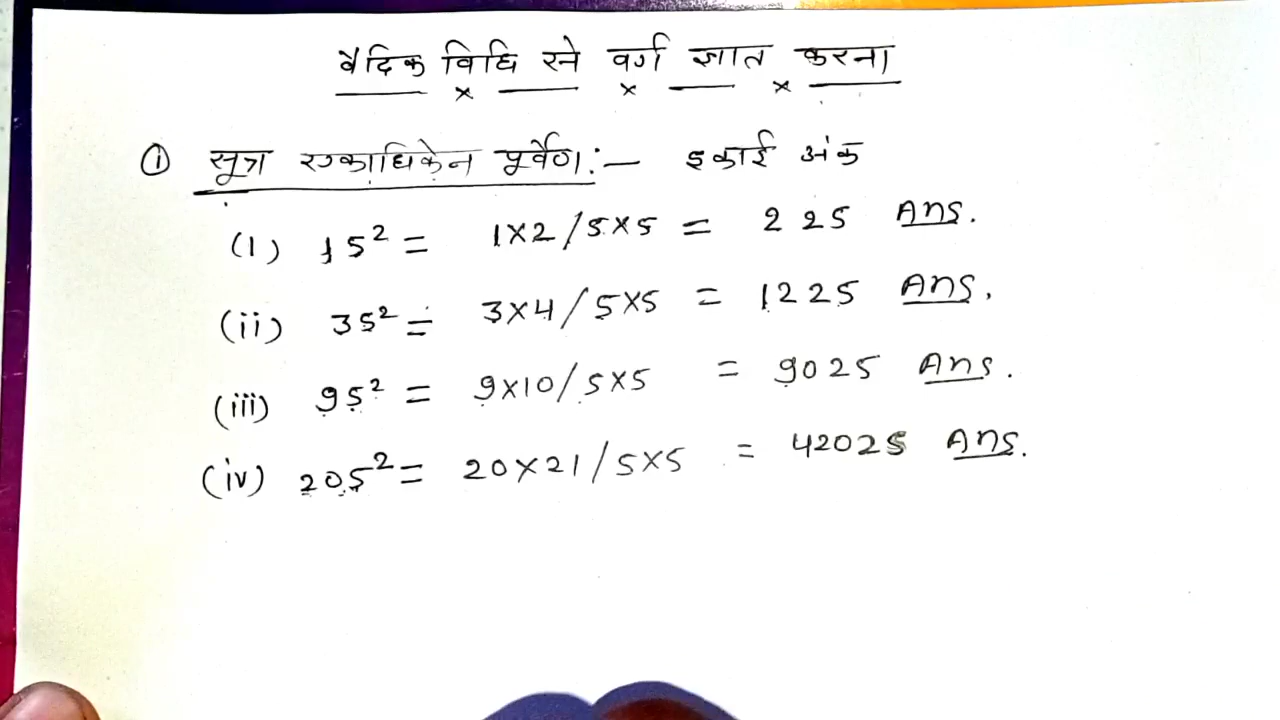 वैदिक विधि से वर्ग ज्ञात करना
① सूत्र एकाधिकेन पूर्वेण :— इकाई अंक
(i) 15² = 1×2/5×5 = 225 Ans.
(ii) 35² = 3×4/5×5 = 1225 Ans.
(iii) 95² = 9×10/5×5 = 9025 Ans.
(iv) 205² = 20×21/5×5 = 42025 Ans.